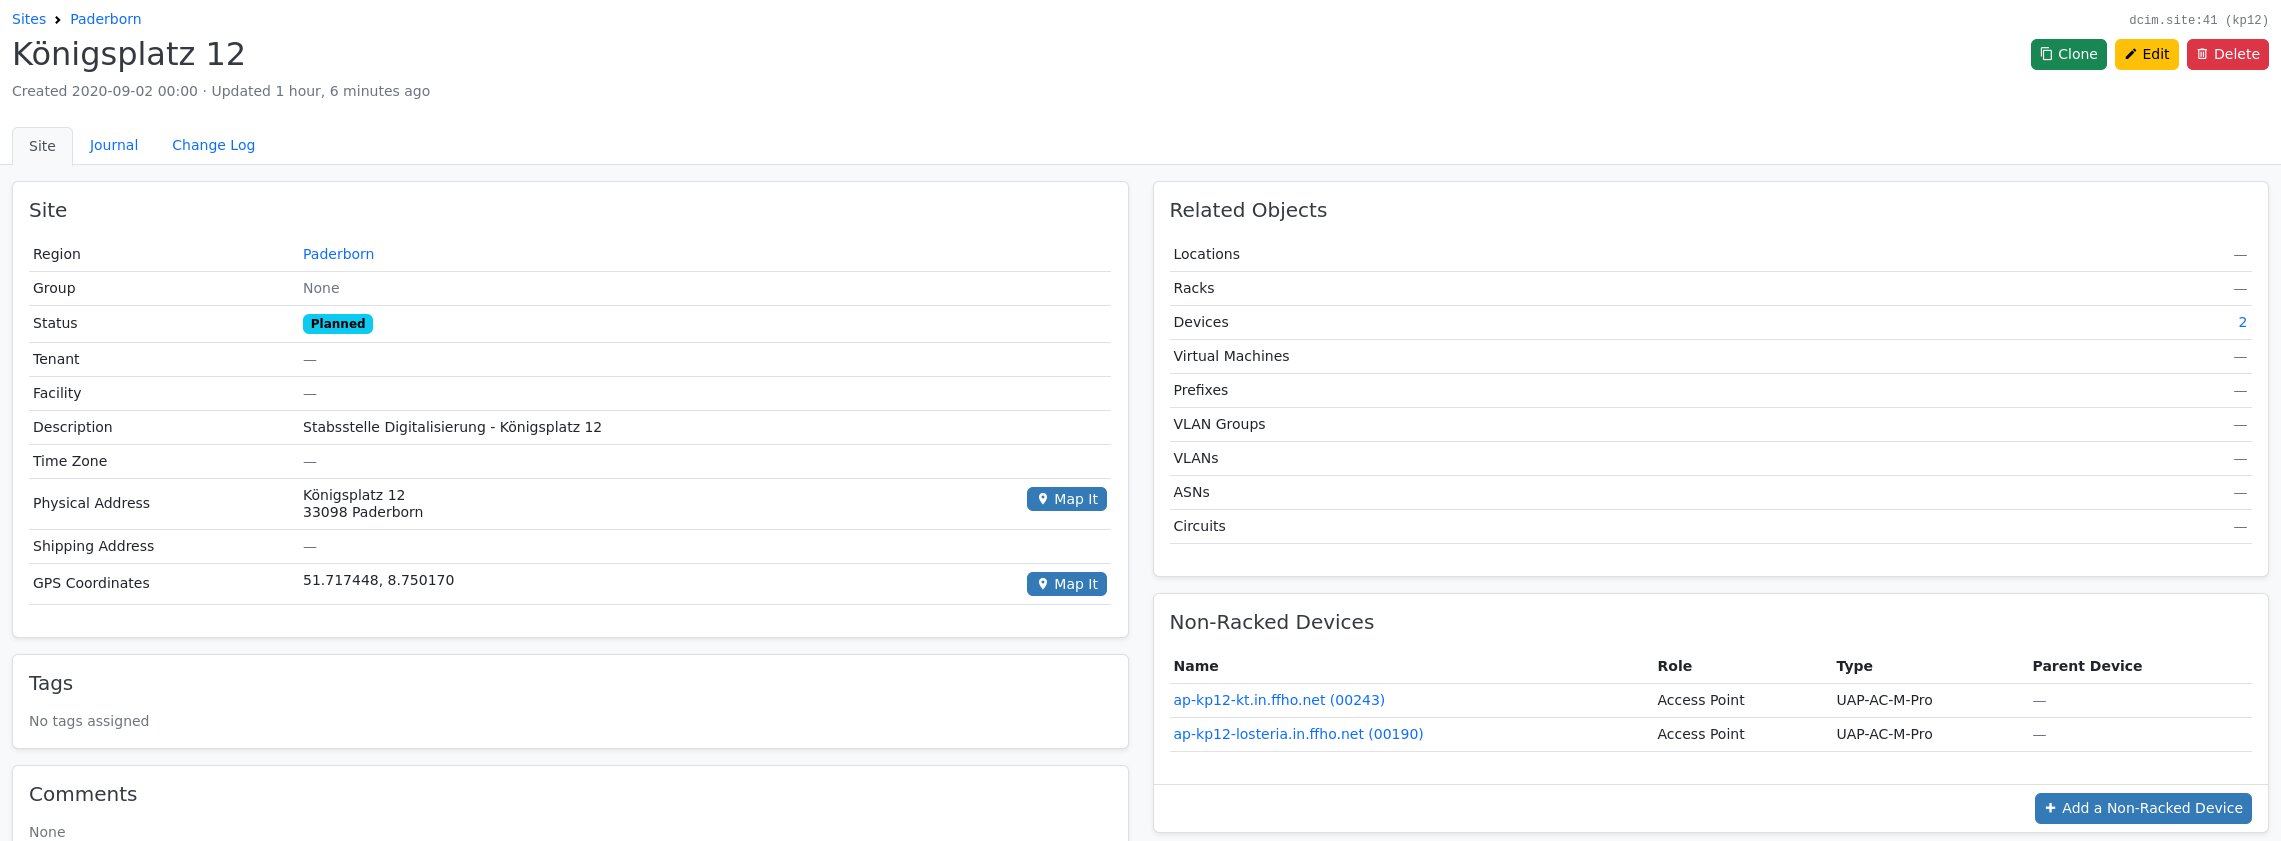 Sites › Paderborn
dcim.site:41 (kp12)
Königsplatz 12
Clone Edit Delete
Created 2020-09-02 00:00 · Updated 1 hour, 6 minutes ago
Site Journal Change Log
Site
Region Paderborn
Group None
Status Planned
Tenant —
Facility —
Description Stabsstelle Digitalisierung - Königsplatz 12
Time Zone —
Physical Address Königsplatz 12
33098 Paderborn
Map It
Shipping Address —
GPS Coordinates 51.717448, 8.750170 Map It
Tags
No tags assigned
Comments
None
Related Objects
Locations —
Racks —
Devices 2
Virtual Machines —
Prefixes —
VLAN Groups —
VLANs —
ASNs —
Circuits —
Non-Racked Devices
Name Role Type Parent Device
ap-kp12-kt.in.ffho.net (00243) Access Point UAP-AC-M-Pro —
ap-kp12-losteria.in.ffho.net (00190) Access Point UAP-AC-M-Pro —
+ Add a Non-Racked Device